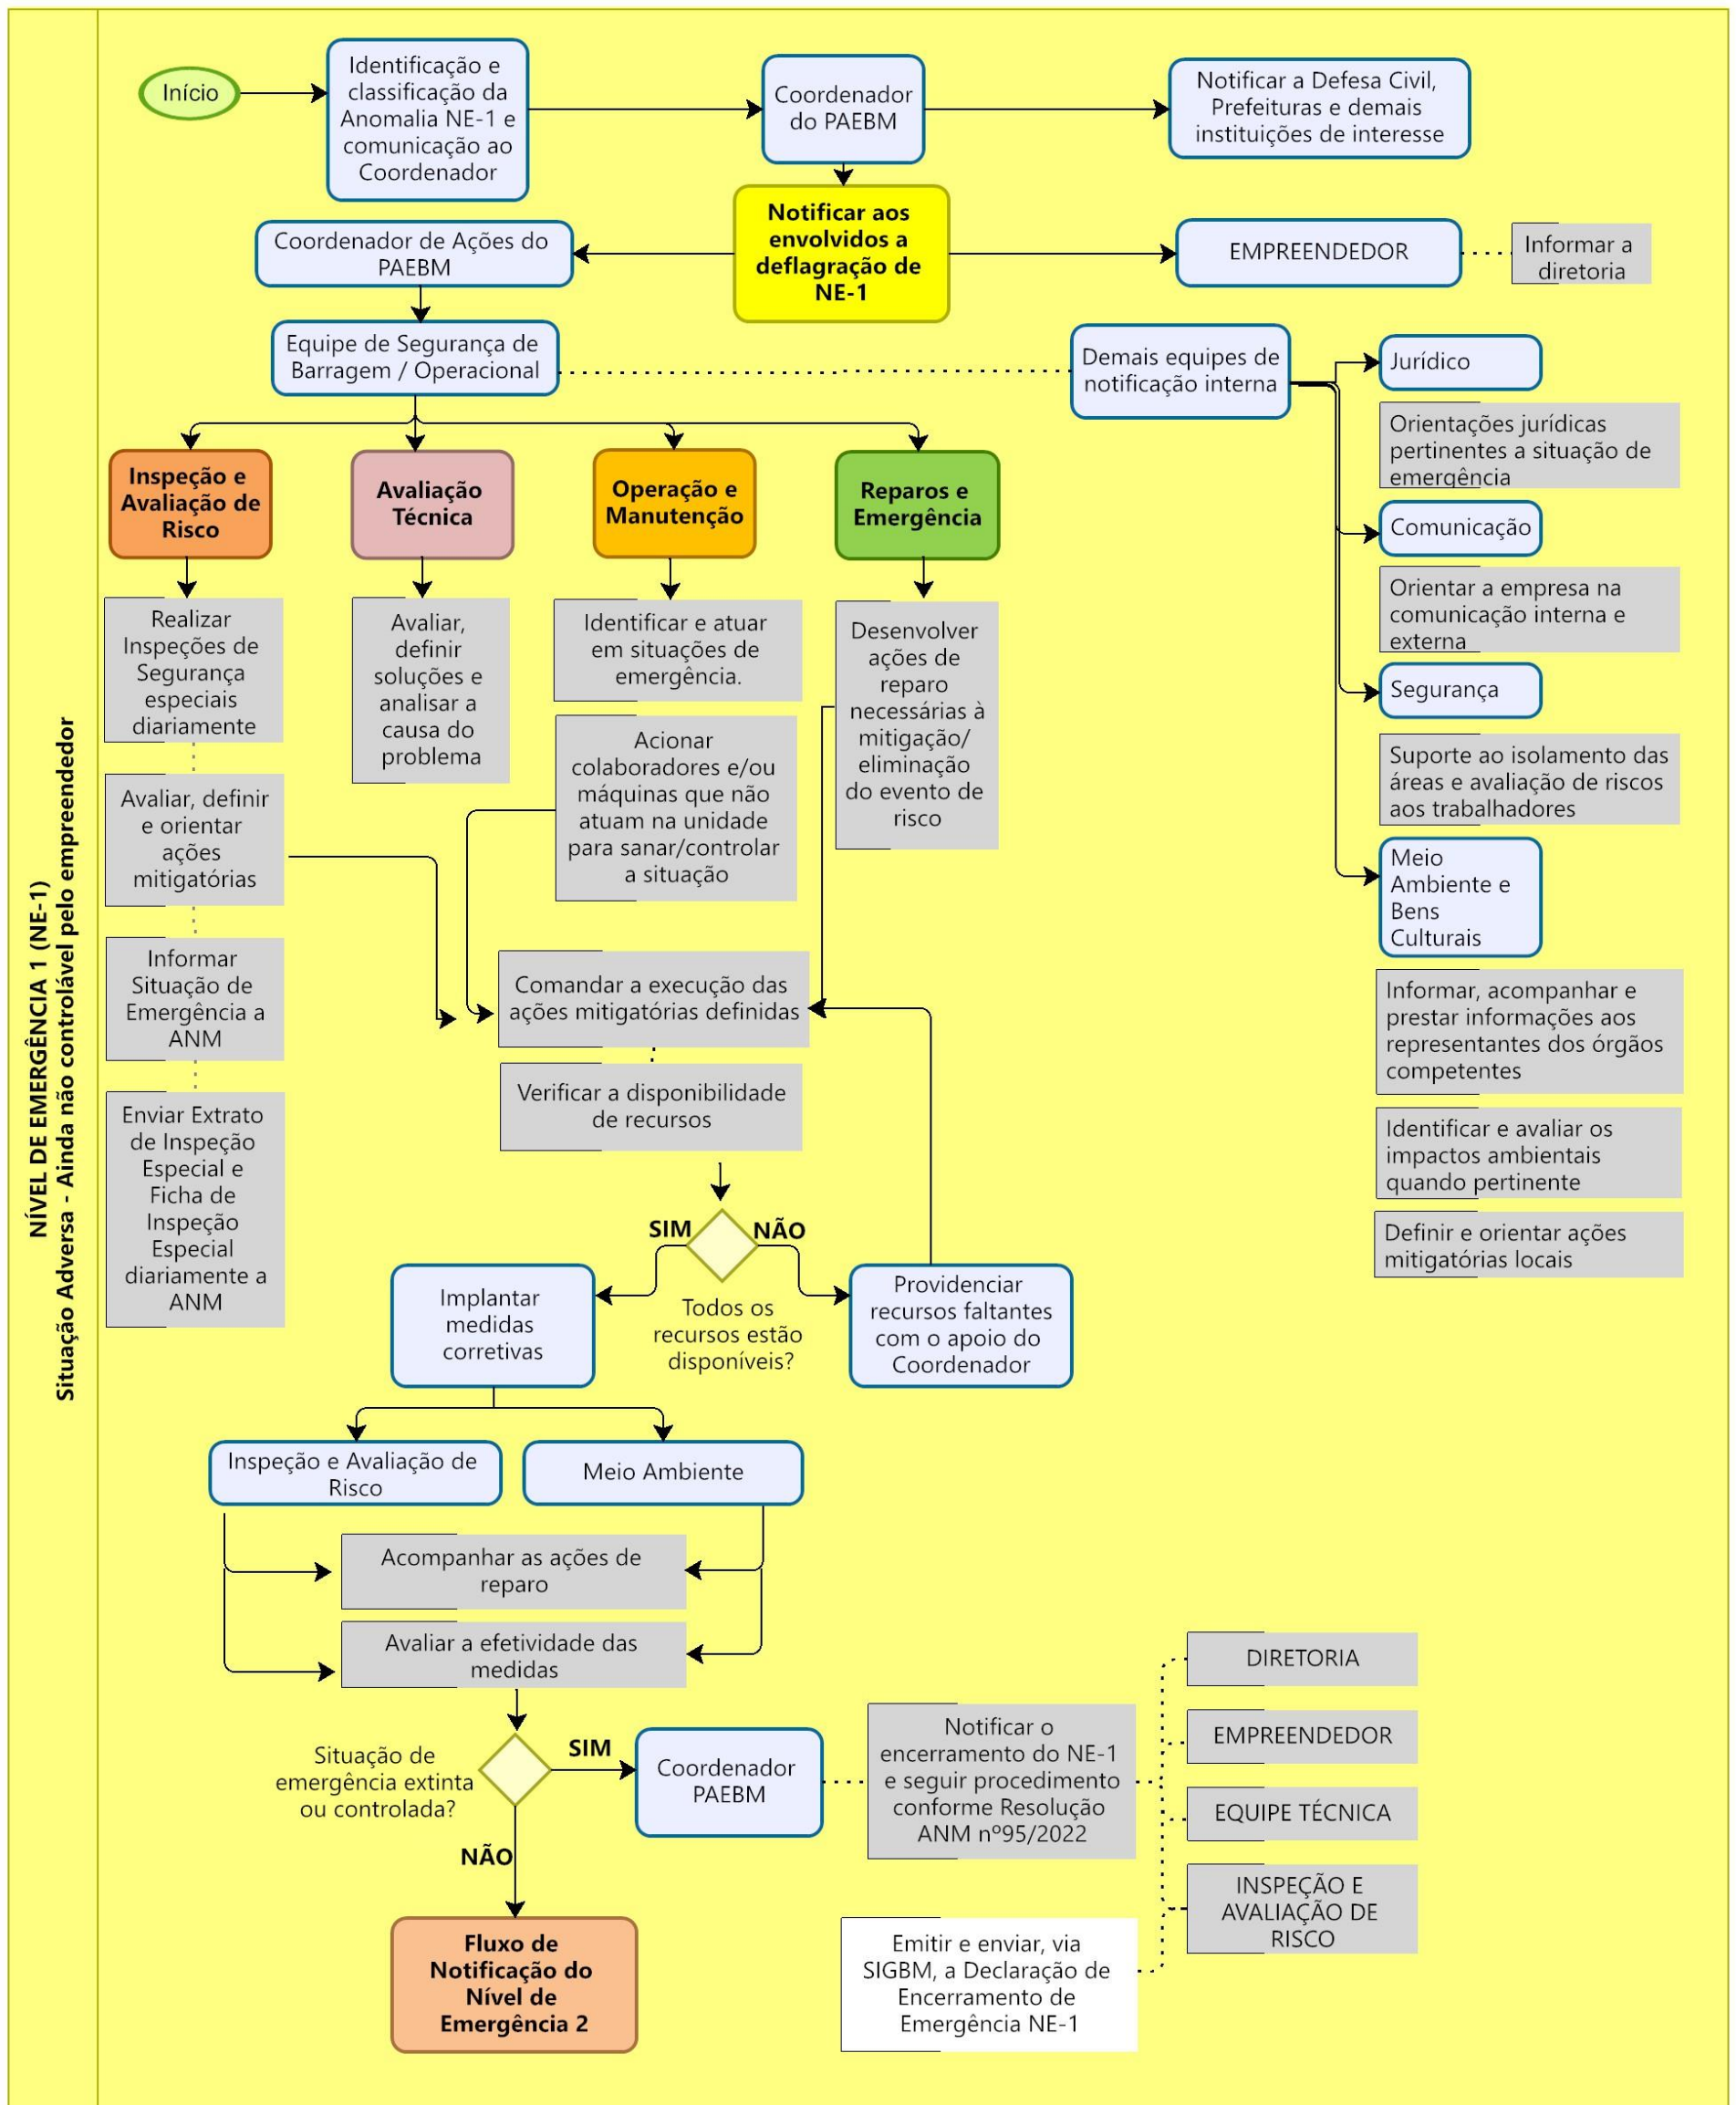 NÍVEL DE EMERGÊNCIA 1 (NE-1)
Situação Adversa - Ainda não controlável pelo empreendedor
Início
Identificação e
classificação da
Anomalia NE-1 e
comunicação ao
Coordenador
Coordenador
do PAEBM
Notificar a Defesa Civil,
Prefeituras e demais
instituições de interesse
Notificar aos
envolvidos a
deflagração de
NE-1
Coordenador de Ações do
PAEBM
EMPREENDEDOR
Informar a
diretoria
Equipe de Segurança de
Barragem / Operacional
Demais equipes de
notificação interna
Jurídico
Orientações jurídicas
pertinentes a situação de
emergência
Comunicação
Orientar a empresa na
comunicação interna e
externa
Segurança
Suporte ao isolamento das
áreas e avaliação de riscos
aos trabalhadores
Meio
Ambiente e
Bens
Culturais
Informar, acompanhar e
prestar informações aos
representantes dos órgãos
competentes
Identificar e avaliar os
impactos ambientais
quando pertinente
Definir e orientar ações
mitigatórias locais
Inspeção e
Avaliação de
Risco
Avaliação
Técnica
Operação e
Manutenção
Reparos e
Emergência
Realizar
Inspeções de
Segurança
especiais
diariamente
Avaliar, definir
e orientar
ações
mitigatórias
Informar
Situação de
Emergência a
ANM
Enviar Extrato
de Inspeção
Especial e
Ficha de
Inspeção
Especial
diariamente a
ANM
Avaliar,
definir
soluções e
analisar a
causa do
problema
Identificar e atuar
em situações de
emergência.
Acionar
colaboradores e/ou
máquinas que não
atuam na unidade
para sanar/controlar
a situação
Desenvolver
ações de
reparo
necessárias à
mitigação/
eliminação
do evento de
risco
Comandar a execução das
ações mitigatórias definidas
Verificar a disponibilidade
de recursos
SIM
NÃO
Todos os
recursos estão
disponíveis?
Implantar
medidas
corretivas
Providenciar
recursos faltantes
com o apoio do
Coordenador
Inspeção e Avaliação de
Risco
Meio Ambiente
Acompanhar as ações de
reparo
Avaliar a efetividade das
medidas
Situação de
emergência extinta
ou controlada?
SIM
NÃO
Coordenador
PAEBM
Notificar o
encerramento do NE-1
e seguir procedimento
conforme Resolução
ANM nº95/2022
DIRETORIA
EMPREENDEDOR
EQUIPE TÉCNICA
INSPEÇÃO E
AVALIAÇÃO DE
RISCO
Emitir e enviar, via
SIGBM, a Declaração de
Encerramento de
Emergência NE-1
Fluxo de
Notificação do
Nível de
Emergência 2